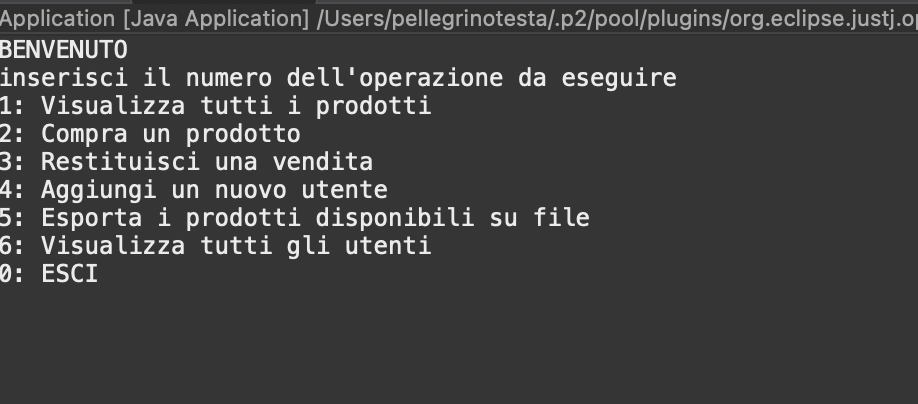 Application [Java Application] /Users/pellegrinotesta/.p2/pool/plugins/org.eclipse.justj.op
BENVENUTO
inserisci il numero dell'operazione da eseguire
1: Visualizza tutti i prodotti
2: Compra un prodotto
3: Restituisci una vendita
4: Aggiungi un nuovo utente
5: Esporta i prodotti disponibili su file
6: Visualizza tutti gli utenti
0: ESCI